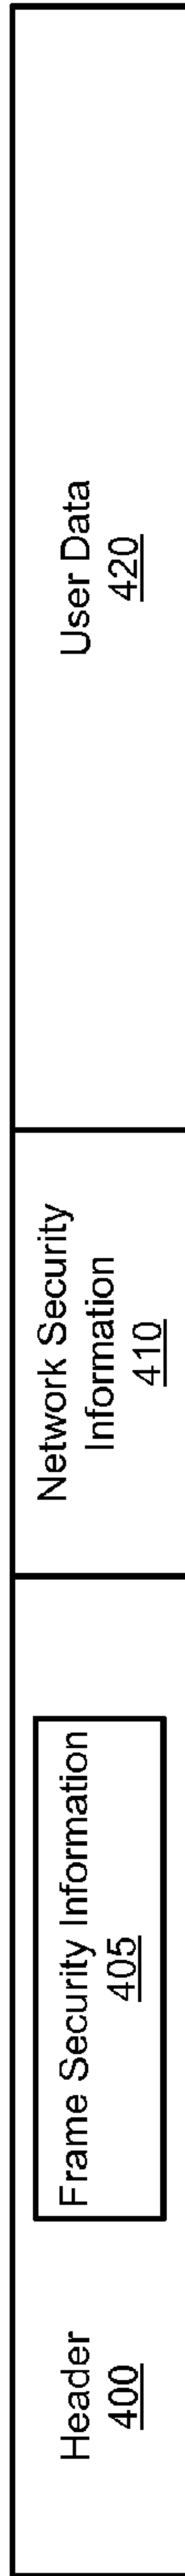 Header
400
Frame Security Information
405
Network Security
Information
410
User Data
420